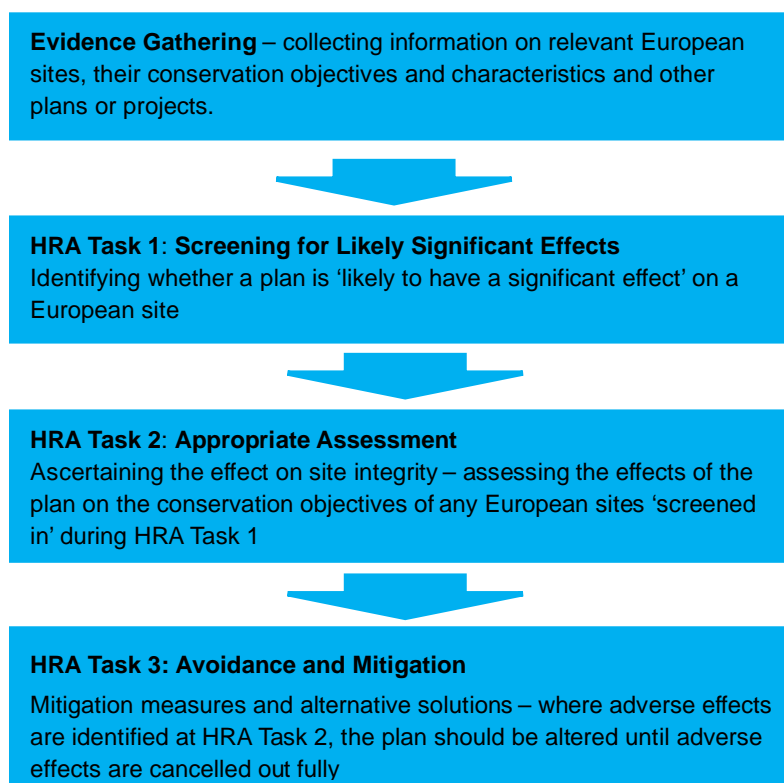 Evidence Gathering – collecting information on relevant European
sites, their conservation objectives and characteristics and other
plans or projects.
HRA Task 1: Screening for Likely Significant Effects
Identifying whether a plan is ‘likely to have a significant effect’ on a
European site
HRA Task 2: Appropriate Assessment
Ascertaining the effect on site integrity – assessing the effects of the
plan on the conservation objectives of any European sites ‘screened
in’ during HRA Task 1
HRA Task 3: Avoidance and Mitigation
Mitigation measures and alternative solutions – where adverse effects
are identified at HRA Task 2, the plan should be altered until adverse
effects are cancelled out fully